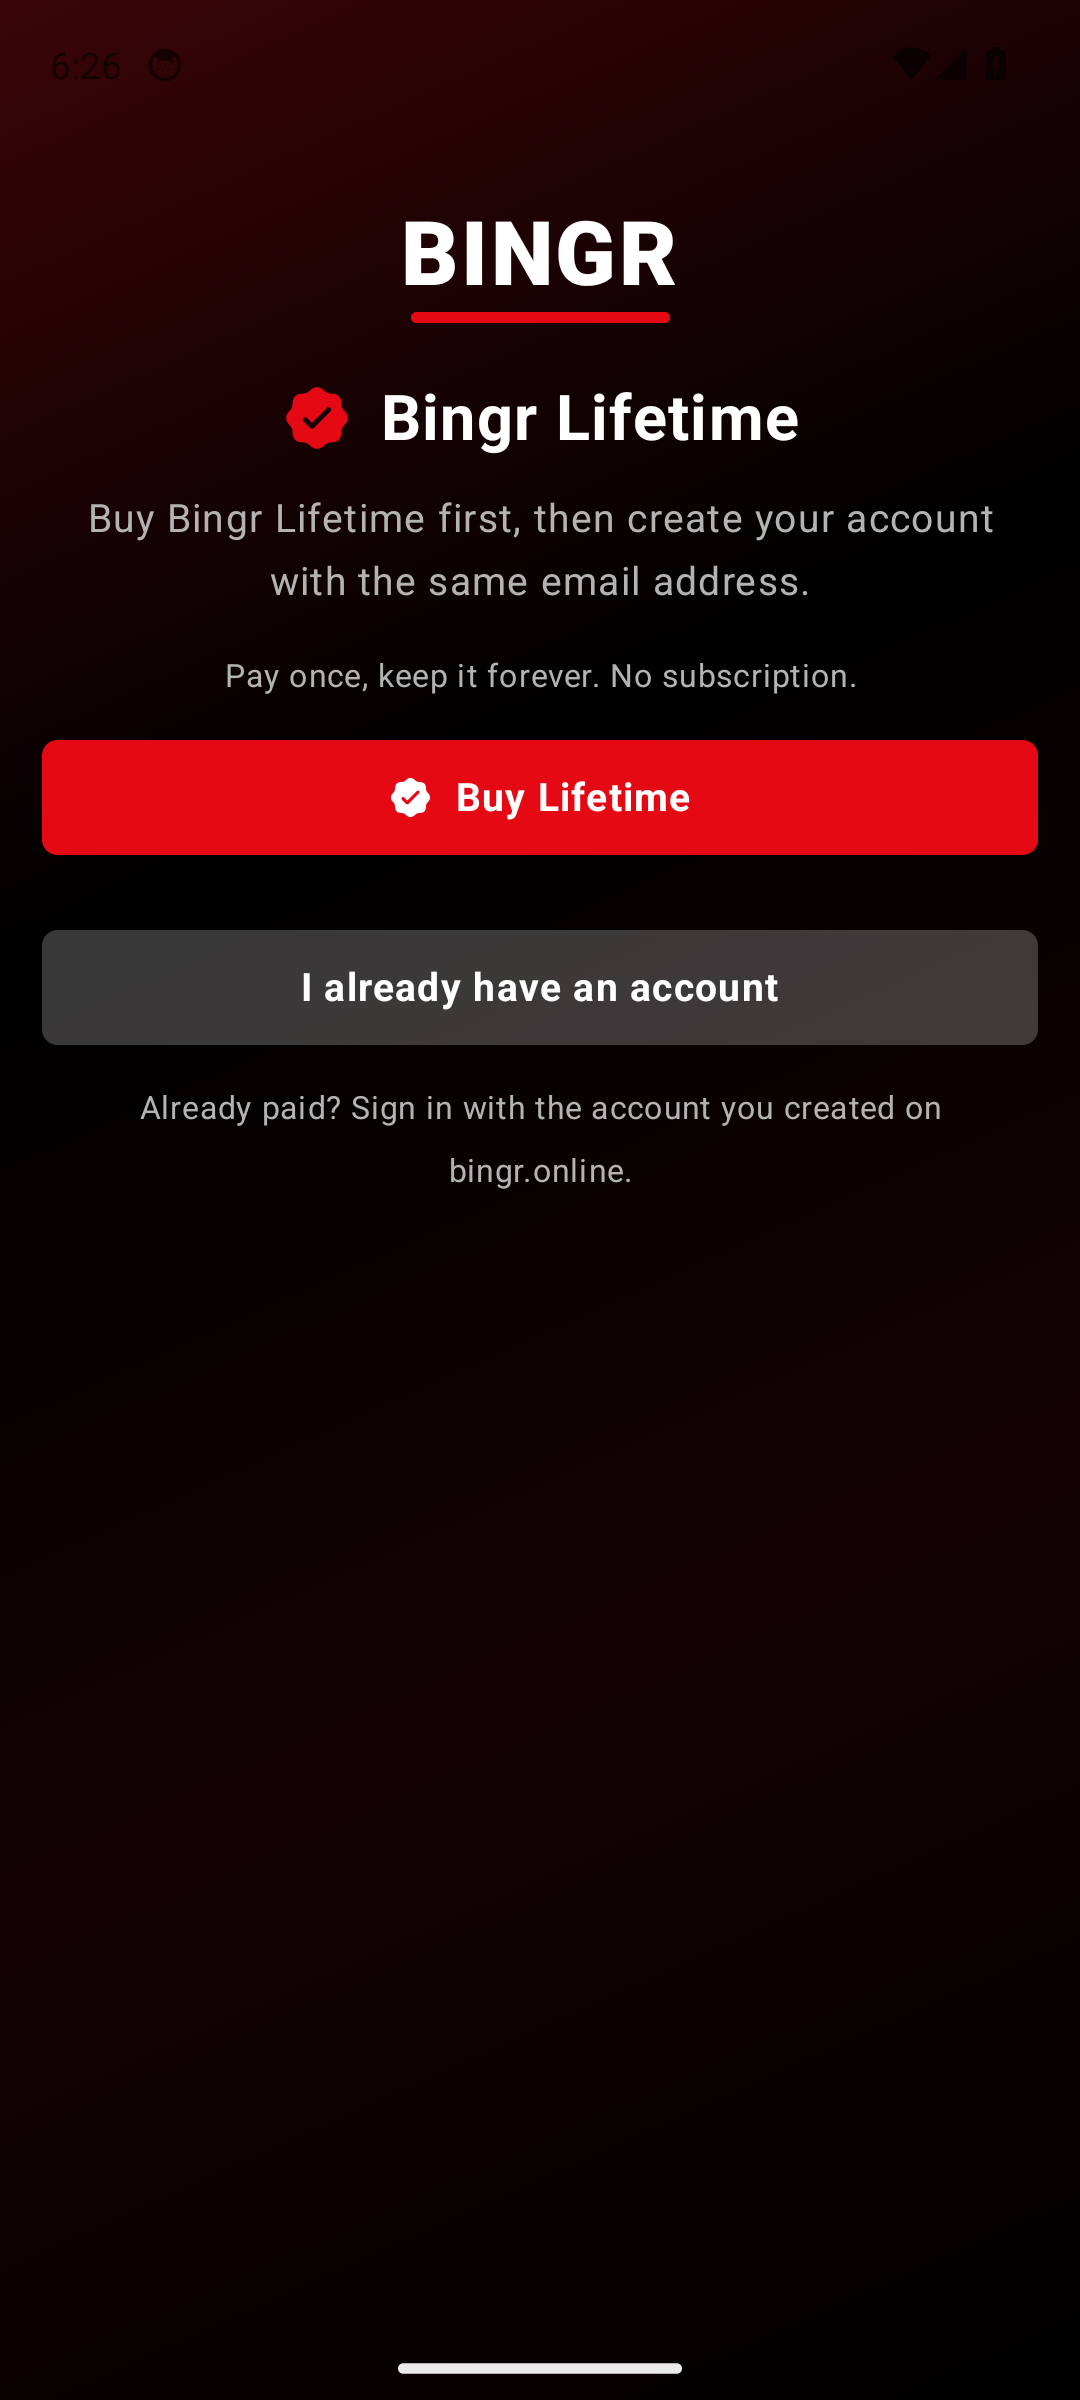 6:26
BINGR
Bingr Lifetime
Buy Bingr Lifetime first, then create your account
with the same email address.
Pay once, keep it forever. No subscription.
Buy Lifetime
I already have an account
Already paid? Sign in with the account you created on
bingr.online.